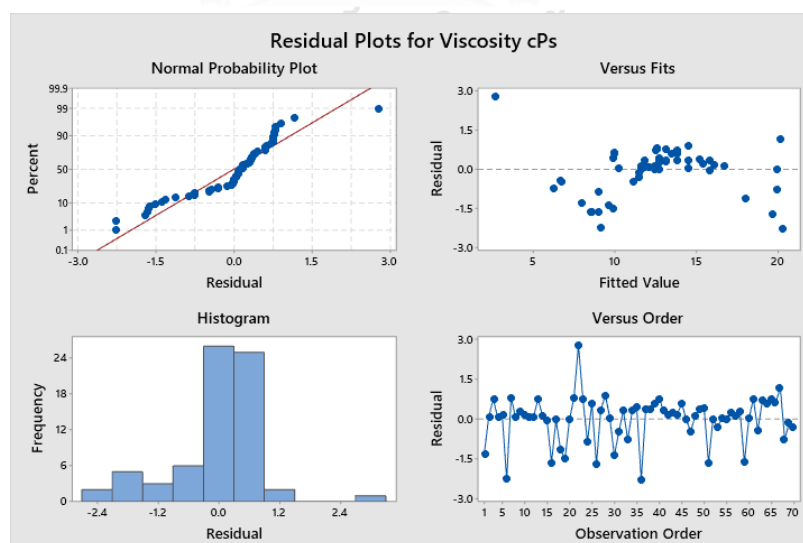 Residual Plots for Viscosity cPs
Normal Probability Plot
99.9
99
90
50
10
1
0.1
Percent
-3.0 -1.5 0.0 1.5 3.0
Residual
Versus Fits
3.0
1.5
0.0
-1.5
-3.0
Residual
5 10 15 20
Fitted Value
Histogram
24
18
12
6
0
Frequency
-2.4 -1.2 0.0 1.2 2.4
Residual
Versus Order
3.0
1.5
0.0
-1.5
-3.0
Residual
1 5 10 15 20 25 30 35 40 45 50 55 60 65 70
Observation Order